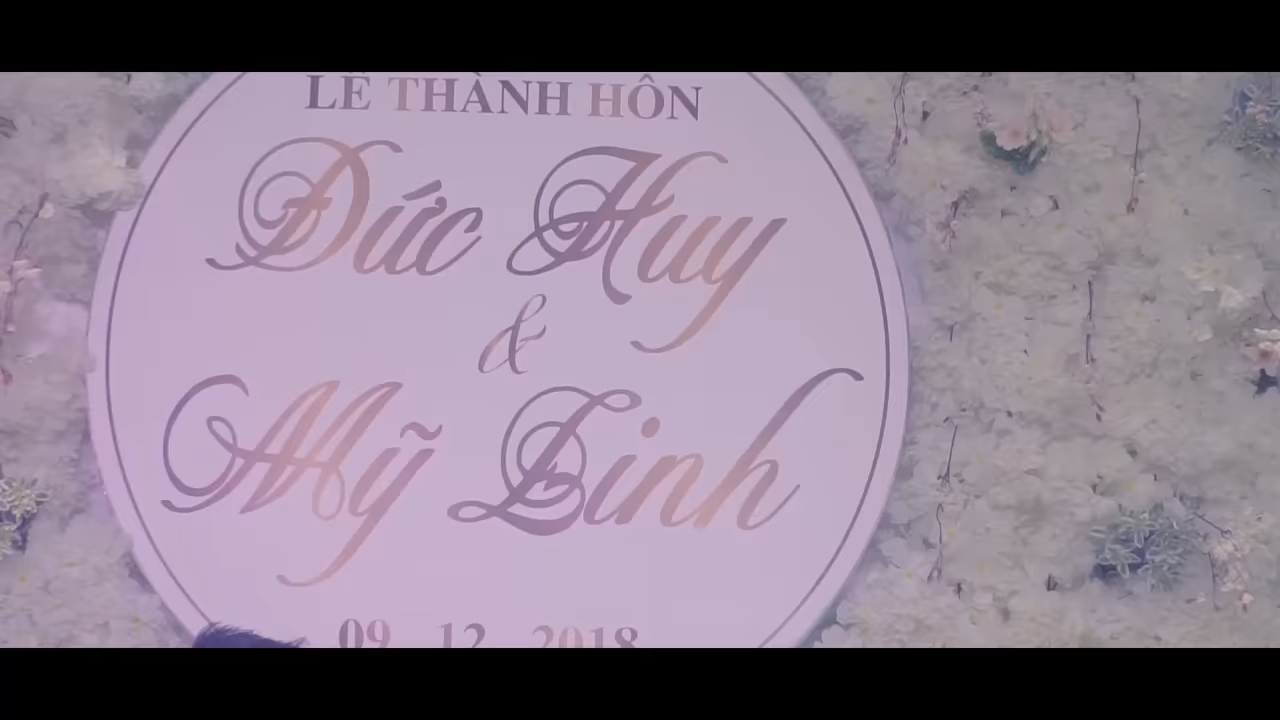 LỄ THÀNH HÔN
Đức Huy
&
Mỹ Linh
09 12 2018